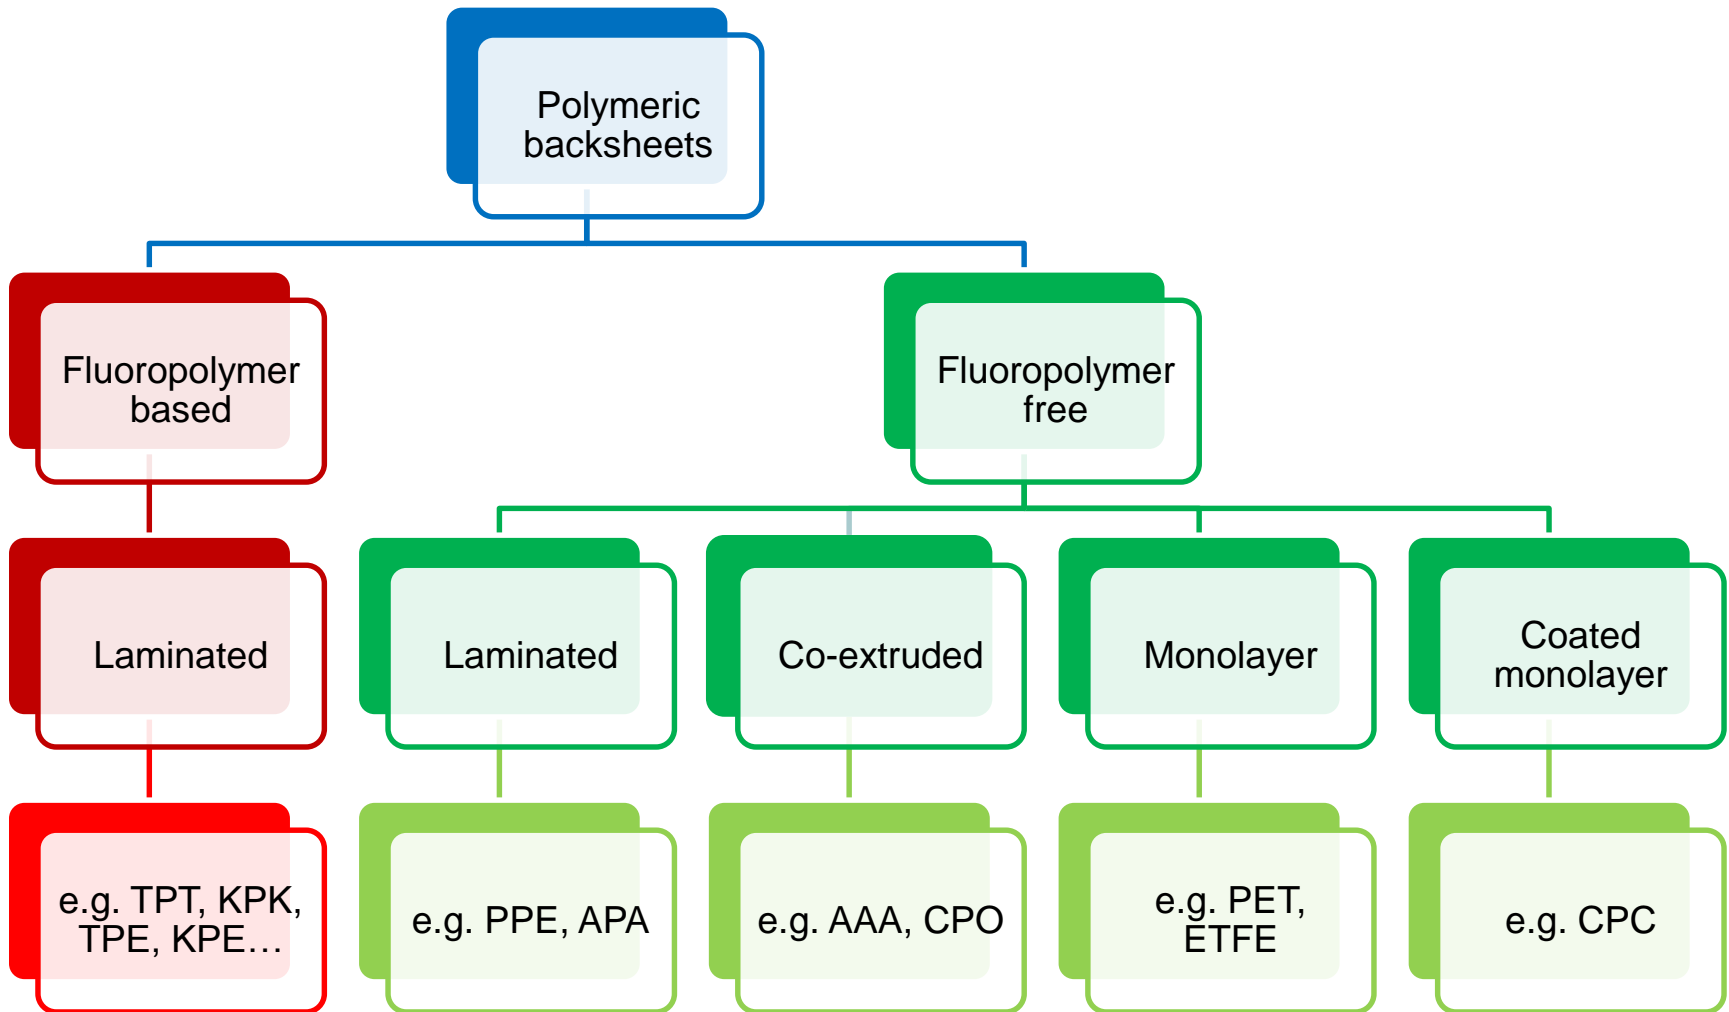 Polymeric
backsheets
Fluoropolymer
based
Fluoropolymer
free
Laminated
Laminated
Co-extruded
Monolayer
Coated
monolayer
e.g. TPT, KPK,
TPE, KPE…
e.g. PPE, APA
e.g. AAA, CPO
e.g. PET,
ETFE
e.g. CPC